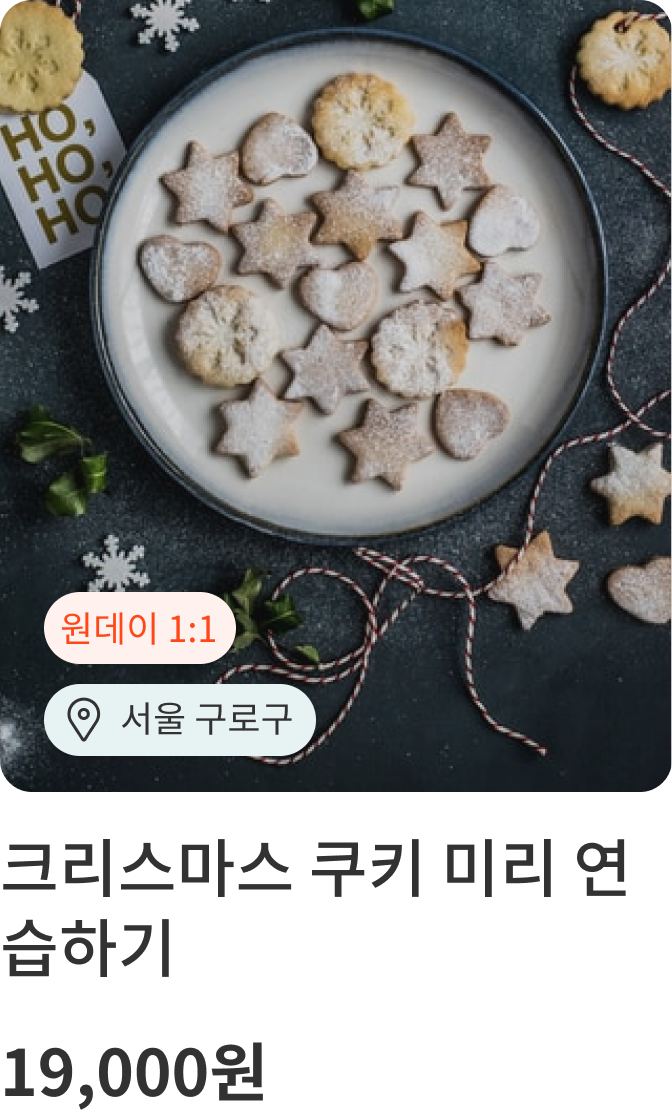 HO,
HO,
HO
원데이 1:1
서울 구로구
크리스마스 쿠키 미리 연
습하기
19,000원